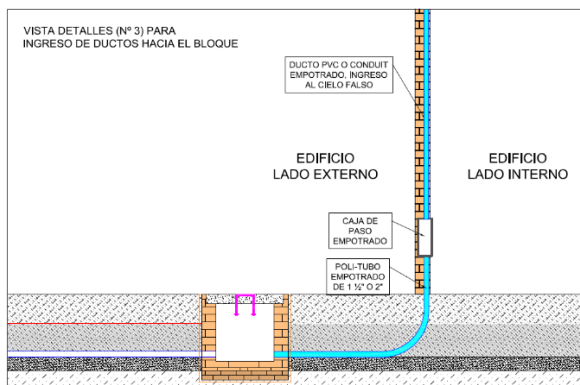 VISTA DETALLES (Nº 3) PARA
INGRESO DE DUCTOS HACIA EL BLOQUE
DUCTO PVC O CONDUIT
EMPOTRADO, INGRESO
AL CIELO FALSO
EDIFICIO
LADO EXTERNO
EDIFICIO
LADO INTERNO
CAJA DE
PASO
EMPOTRADO
POLI-TUBO
EMPOTRADO
DE 1 ½" O 2"